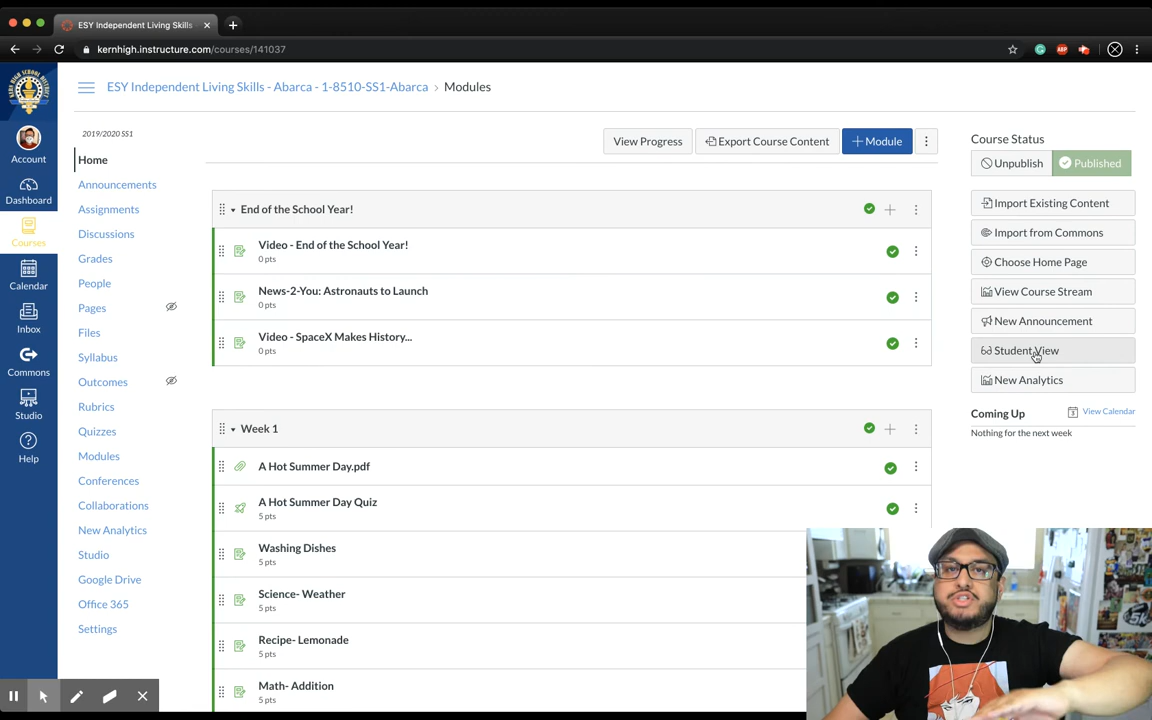 ESY Independent Living Skills
kernhigh.instructure.com/courses/141037
ABP
ESY Independent Living Skills - Abarca - 1-8510-SS1-Abarca > Modules
Account
Dashboard
Courses
Calendar
Inbox
Commons
Studio
Help
2019/2020 SS1
Home
Announcements
Assignments
Discussions
Grades
People
Pages
Files
Syllabus
Outcomes
Rubrics
Quizzes
Modules
Conferences
Collaborations
New Analytics
Studio
Google Drive
Office 365
Settings
View Progress
Export Course Content
+ Module
End of the School Year!
Video - End of the School Year!
0 pts
News-2-You: Astronauts to Launch
0 pts
Video - SpaceX Makes History...
0 pts
Week 1
A Hot Summer Day.pdf
A Hot Summer Day Quiz
5 pts
Washing Dishes
5 pts
Science- Weather
5 pts
Recipe- Lemonade
5 pts
Math- Addition
5 pts
Course Status
Unpublish
Published
Import Existing Content
Import from Commons
Choose Home Page
View Course Stream
New Announcement
Student View
New Analytics
Coming Up
View Calendar
Nothing for the next week